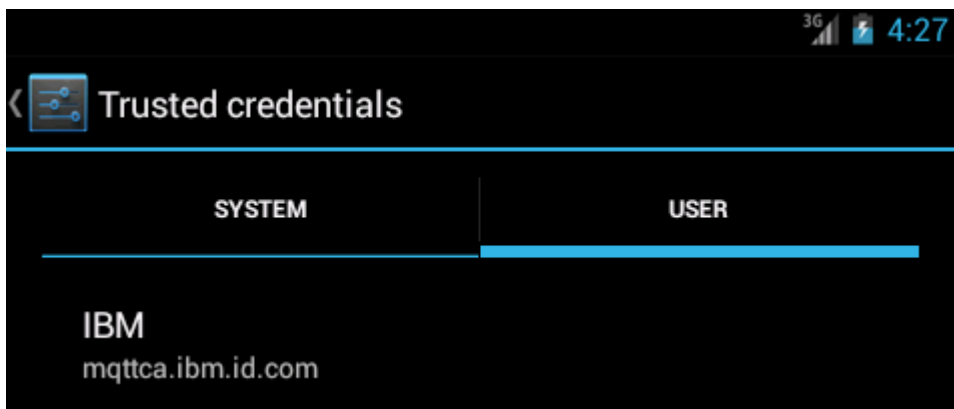 3G 4:27
Trusted credentials
SYSTEM USER
IBM
mqttca.ibm.id.com